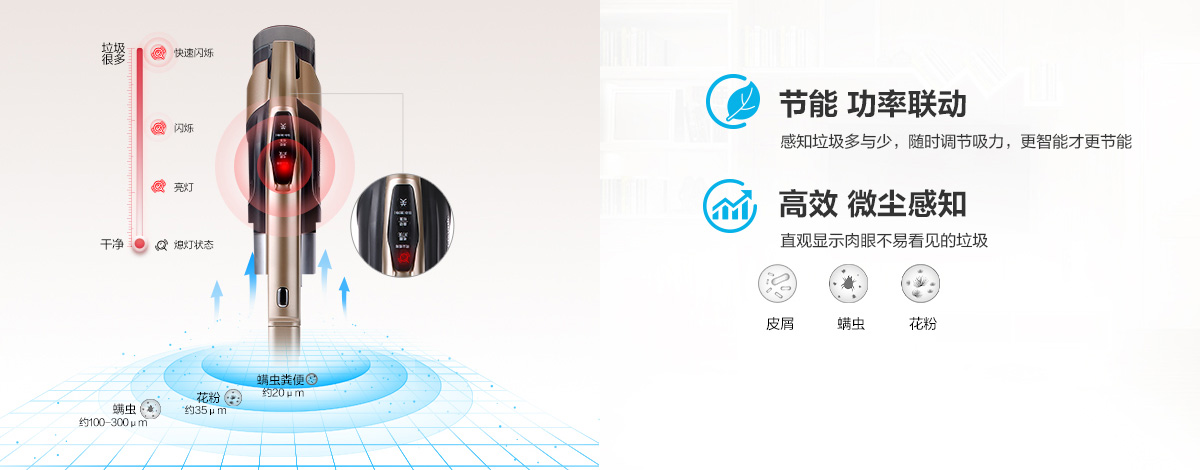 垃圾
很多
快速闪烁
闪烁
亮灯
干净
熄灯状态
关
螨虫粪便
约20μm
花粉
约35μm
螨虫
约100-300μm
节能 功率联动
感知垃圾多与少，随时调节吸力，更智能才更节能
高效 微尘感知
直观显示肉眼不易看见的垃圾
皮屑
螨虫
花粉